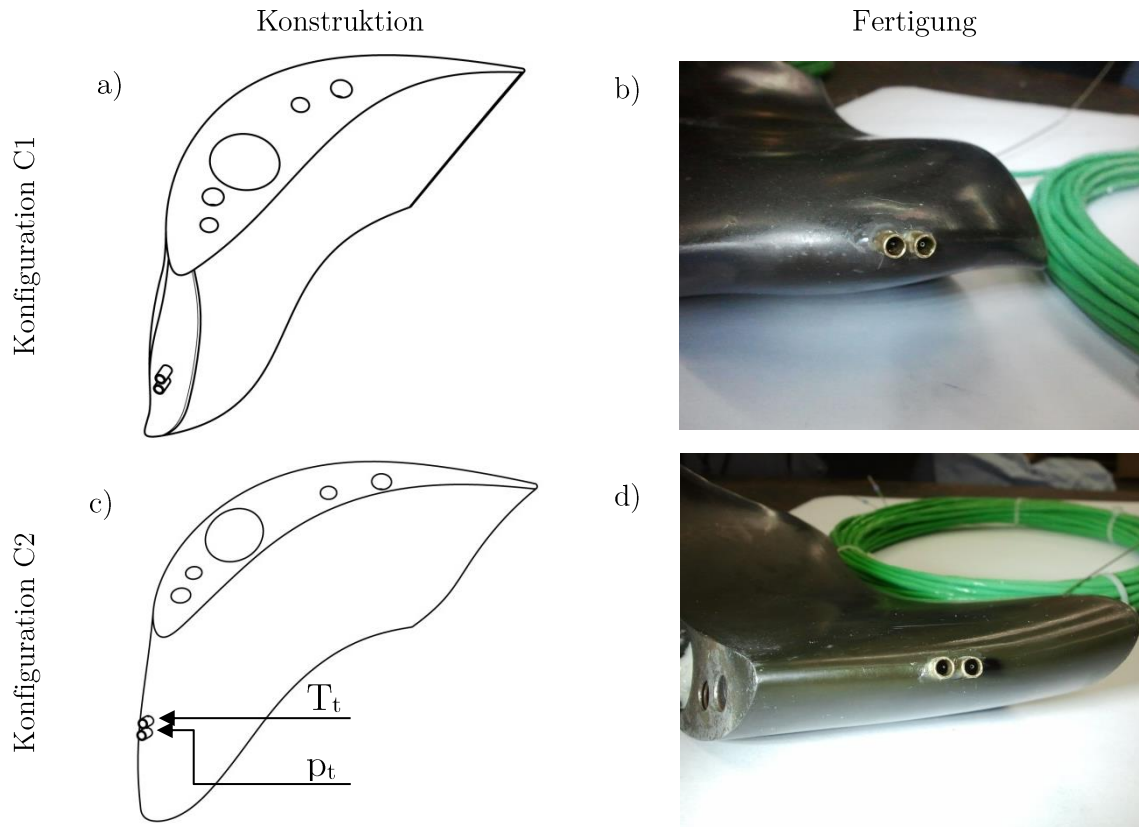 Konstruktion
Fertigung
Konfiguration C1
a)
b)
Konfiguration C2
c)
d)
Tt
pt